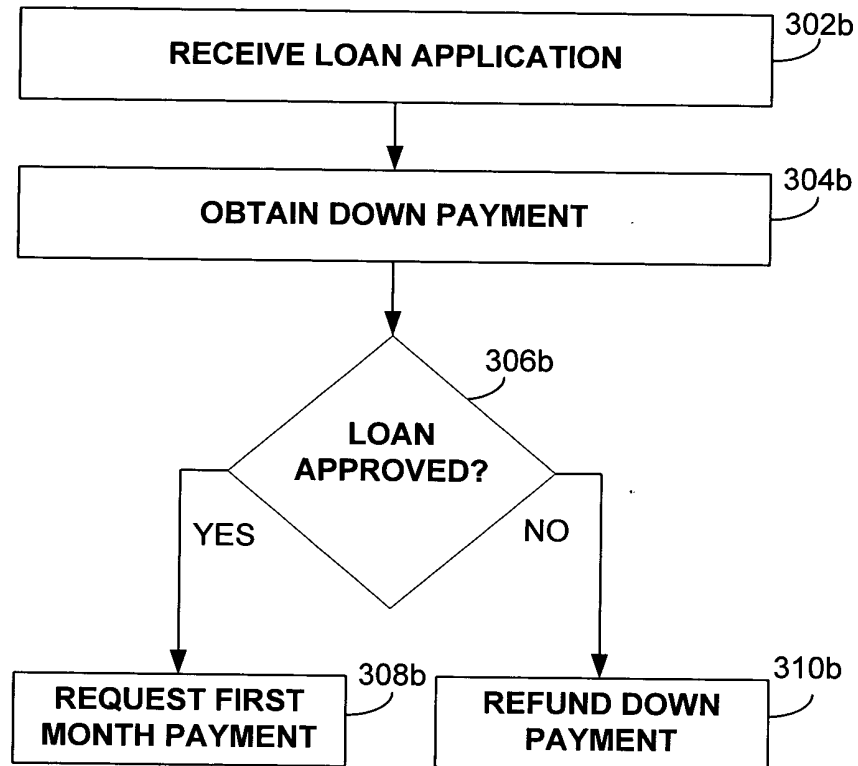 302b
RECEIVE LOAN APPLICATION
304b
OBTAIN DOWN PAYMENT
306b
LOAN
APPROVED?
YES
NO
308b
REQUEST FIRST
MONTH PAYMENT
310b
REFUND DOWN
PAYMENT